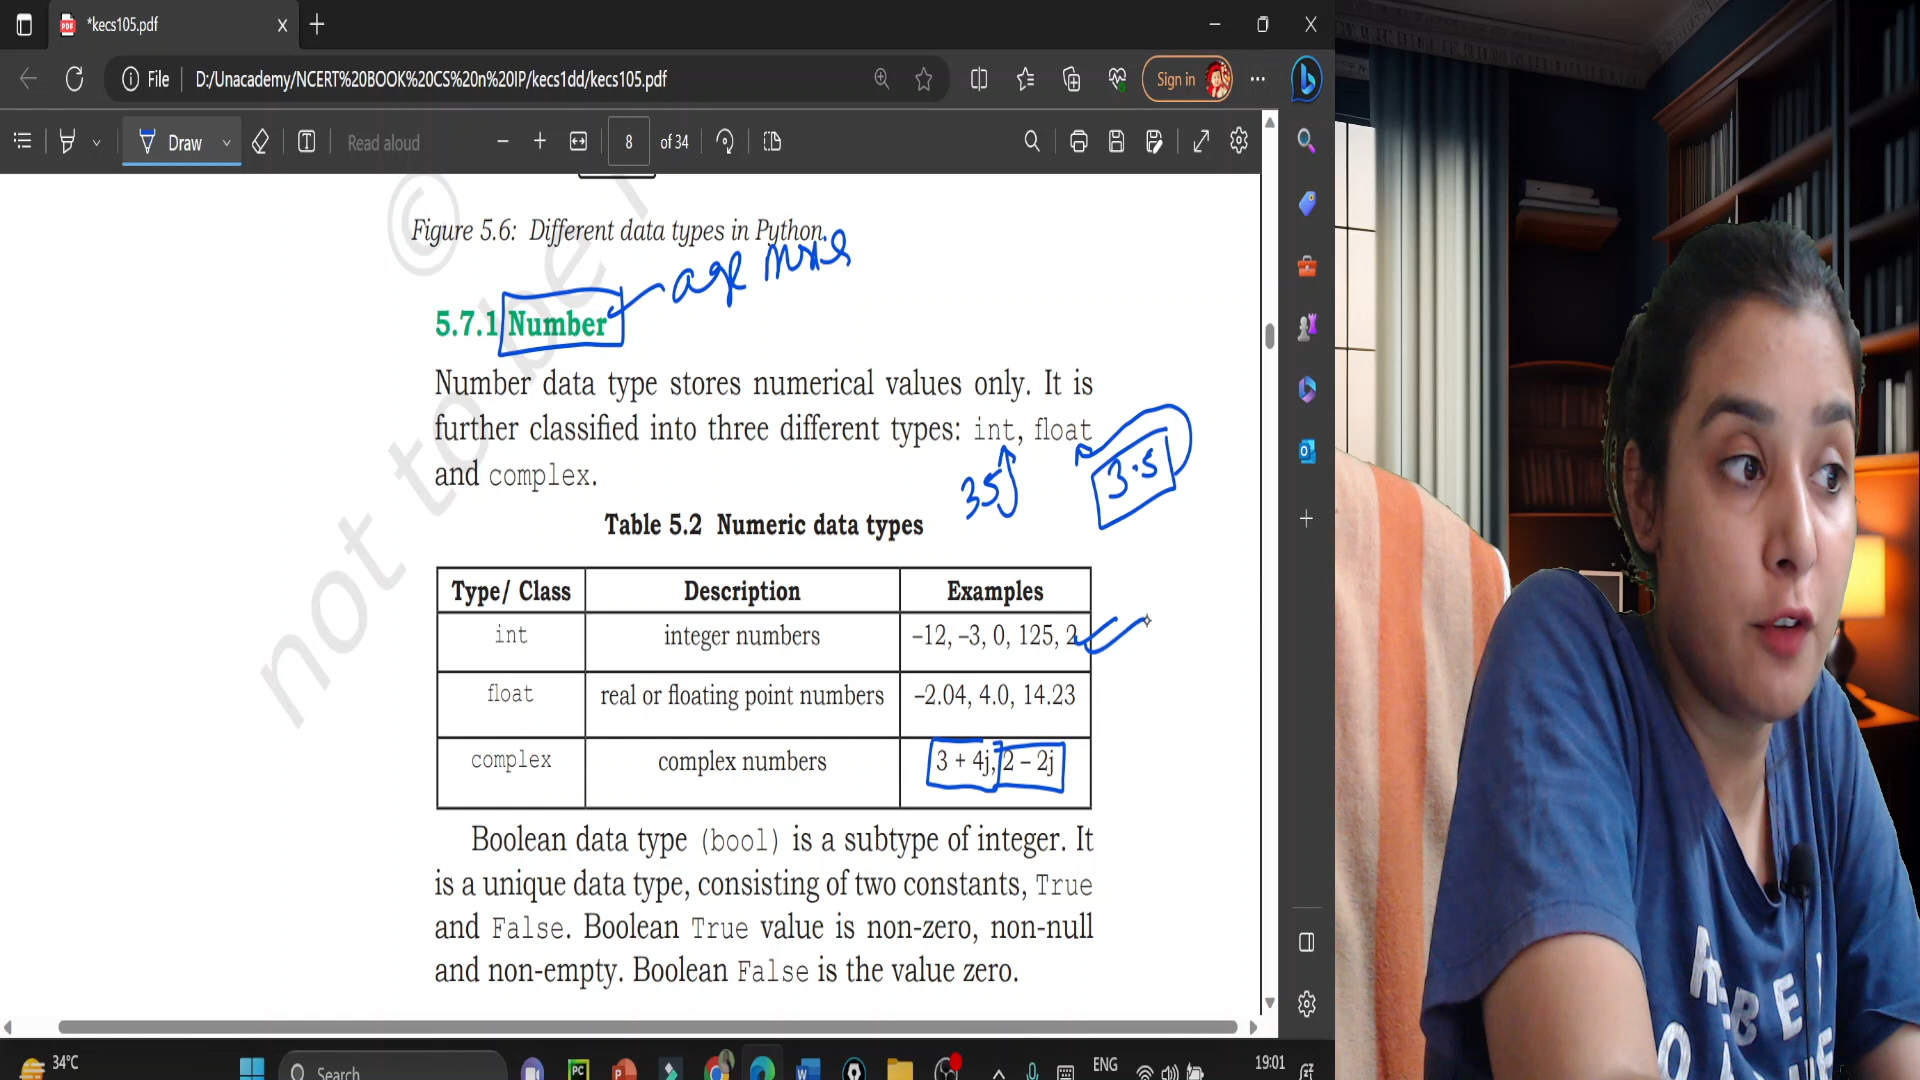 *kecs105.pdf
File D:/Unacademy/NCERT%20BOOK%20CS%20n%20IP/kecs1dd/kecs105.pdf
Sign in
Draw
Read aloud
8 of 34
Figure 5.6: Different data types in Python.
age
5.7.1 Number
Number data type stores numerical values only. It is
further classified into three different types: int, float
and complex.
35
3.5
Table 5.2 Numeric data types
Type/ Class Description Examples
int integer numbers –12, –3, 0, 125, 2
float real or floating point numbers –2.04, 4.0, 14.23
complex complex numbers 3 + 4j, 2 – 2j
Boolean data type (bool) is a subtype of integer. It
is a unique data type, consisting of two constants, True
and False. Boolean True value is non-zero, non-null
and non-empty. Boolean False is the value zero.
not to be
34°C
Search
ENG
19:01